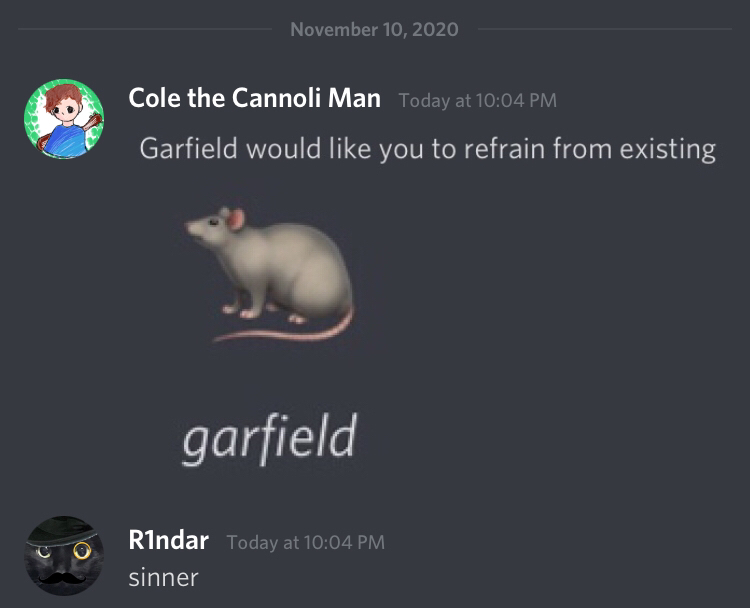 November 10, 2020
Cole the Cannoli Man Today at 10:04 PM
Garfield would like you to refrain from existing
garfield
R1ndar Today at 10:04 PM
sinner